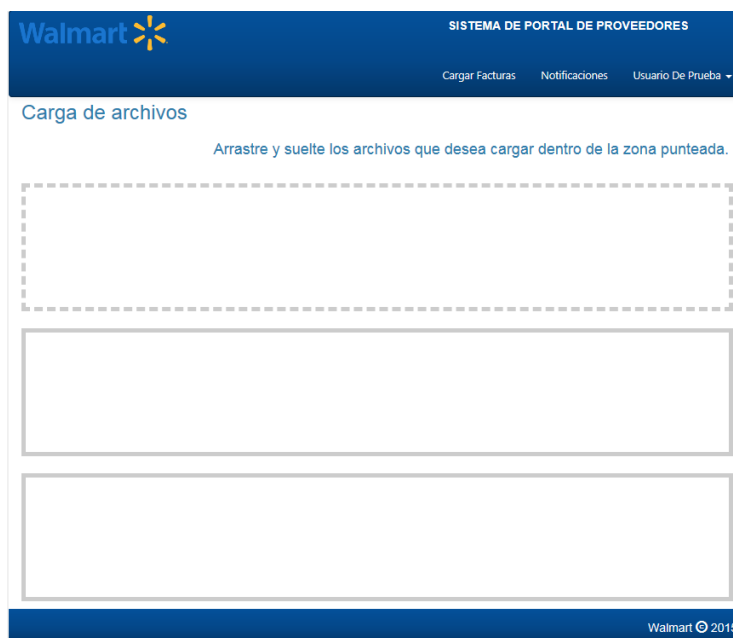 Walmart
SISTEMA DE PORTAL DE PROVEEDORES
Cargar Facturas Notificaciones Usuario De Prueba
Carga de archivos
Arrastre y suelte los archivos que desea cargar dentro de la zona punteada.
Walmart © 2015